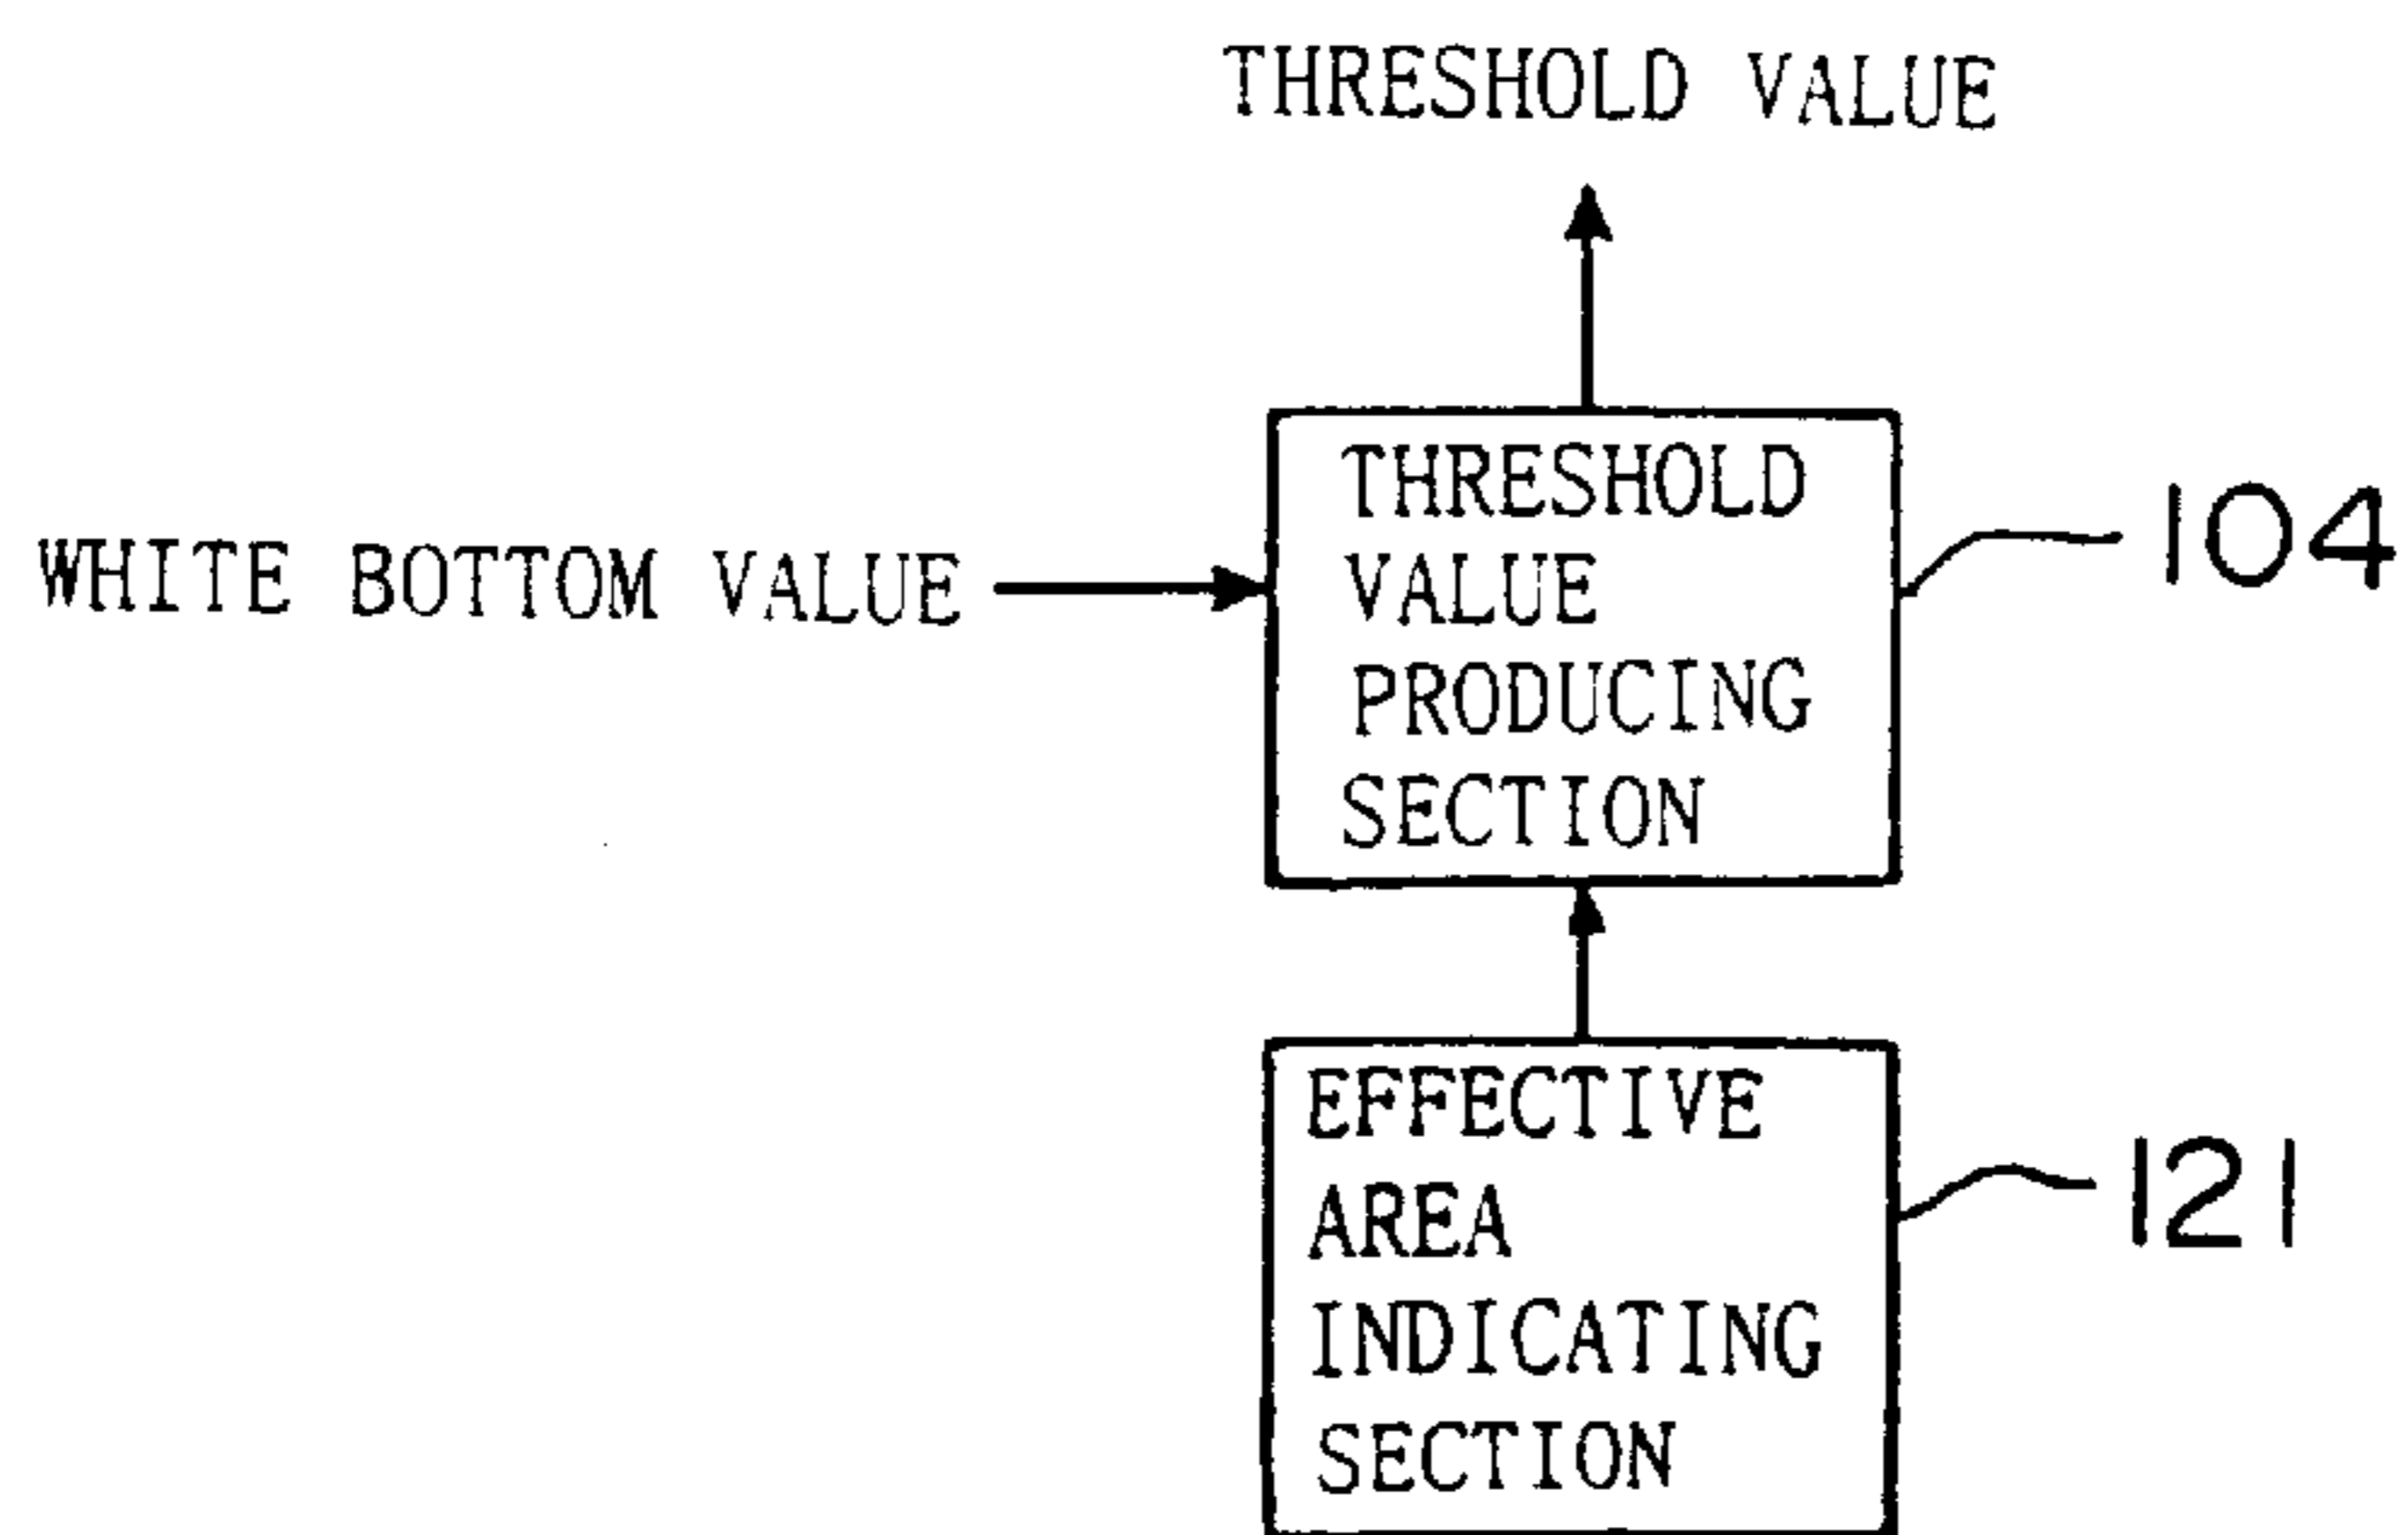 THRESHOLD VALUE
WHITE BOTTOM VALUE
THRESHOLD
VALUE
PRODUCING
SECTION
104
EFFECTIVE
AREA
INDICATING
SECTION
121